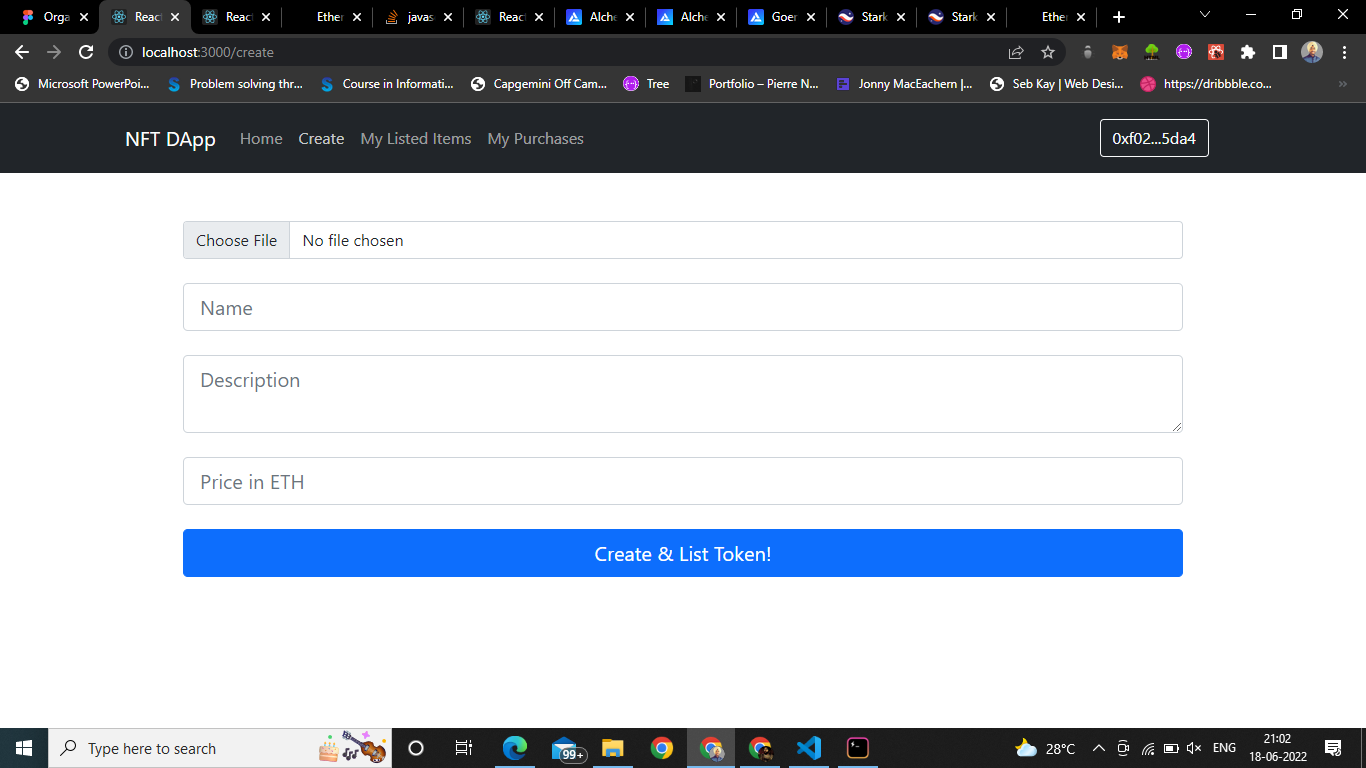 Orga
React
React
Ether
javas
React
Alche
Alche
Goer
Stark
Stark
Ether
localhost:3000/create
Microsoft PowerPoi...
Problem solving thr...
Course in Informati...
Capgemini Off Cam...
Tree
Portfolio – Pierre N...
Jonny MacEachern |...
Seb Kay | Web Desi...
https://dribbble.co...
»
NFT DApp
Home
Create
My Listed Items
My Purchases
0xf02...5da4
Choose File
No file chosen
Name
Description
Price in ETH
Create & List Token!
Type here to search
99+
28°C
ENG
21:02
18-06-2022